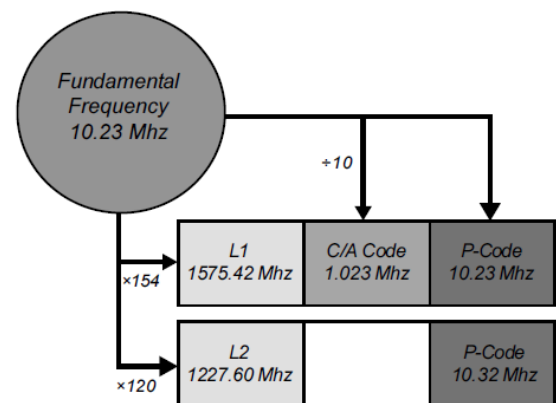 Fundamental
Frequency
10.23 Mhz
÷10
L1
1575.42 Mhz
C/A Code
1.023 Mhz
P-Code
10.23 Mhz
×154
L2
1227.60 Mhz
P-Code
10.32 Mhz
×120